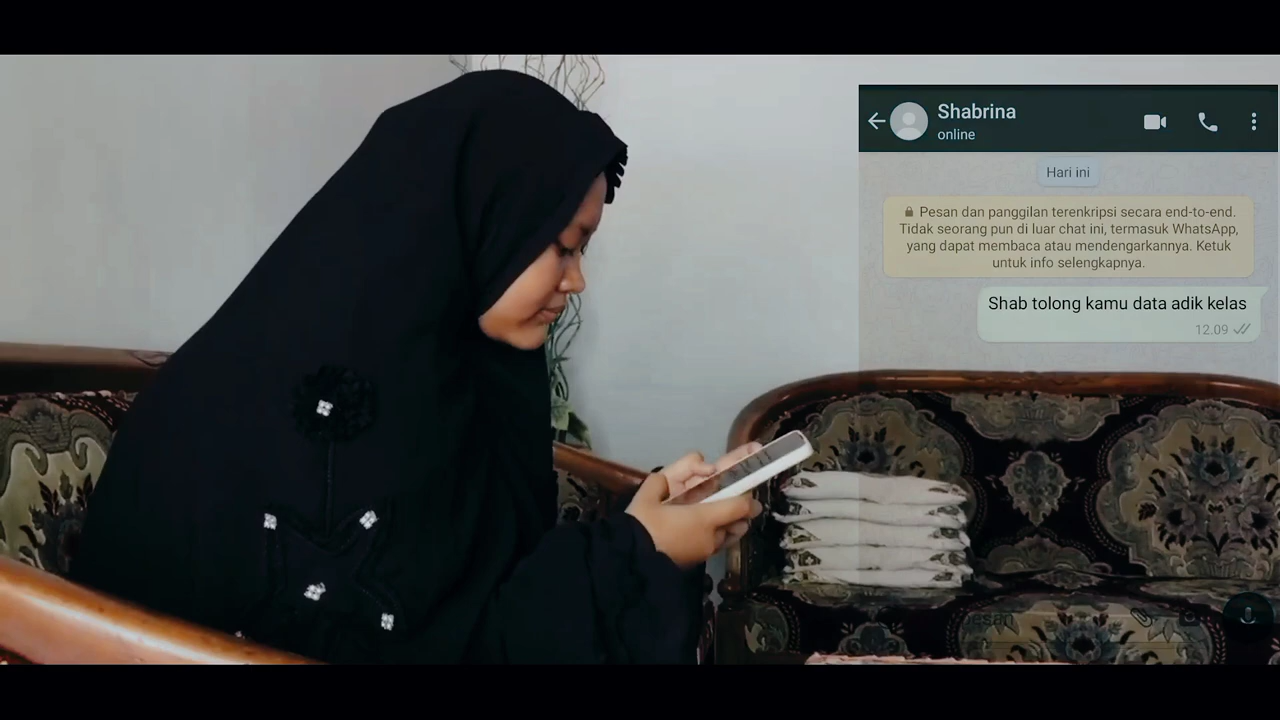 Shabrina
online
Hari ini
Pesan dan panggilan terenkripsi secara end-to-end.
Tidak seorang pun di luar chat ini, termasuk WhatsApp,
yang dapat membaca atau mendengarkannya. Ketuk
untuk info selengkapnya.
Shab tolong kamu data adik kelas
12.09
pesan